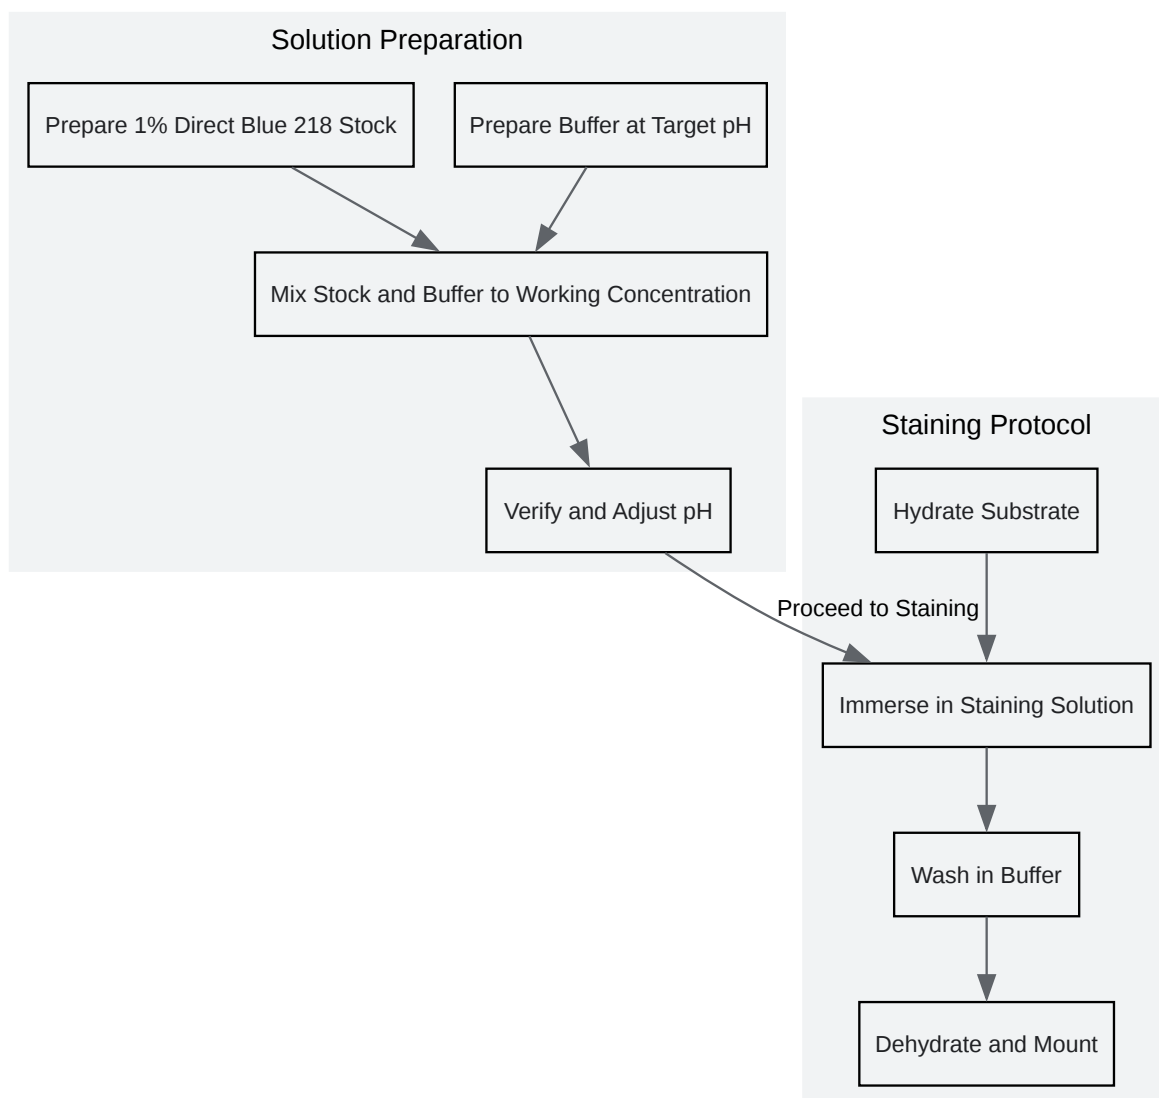 Solution Preparation
Prepare 1% Direct Blue 218 Stock
Prepare Buffer at Target pH
Mix Stock and Buffer to Working Concentration
Verify and Adjust pH
Proceed to Staining
Staining Protocol
Hydrate Substrate
Immerse in Staining Solution
Wash in Buffer
Dehydrate and Mount